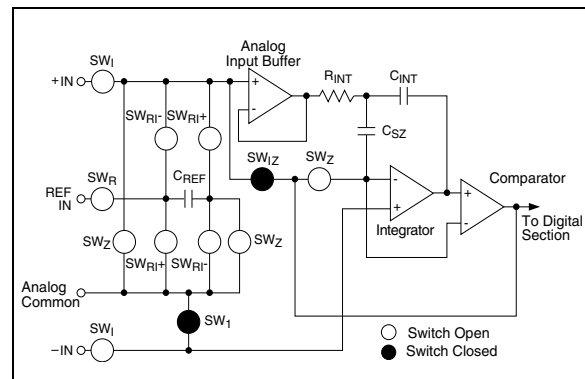 Analog
Input Buffer
SWI
+IN
RINT
CINT
+
-
SWRI- SWRI+
CSZ
SWR
CREF
SWIZ
SWZ
REF
IN
-
+
Integrator
Comparator
+
-
To Digital
Section
SWZ
SWRI+ SWRI-
SWZ
Analog
Common
SW1
SWI
–IN
Switch Open
Switch Closed